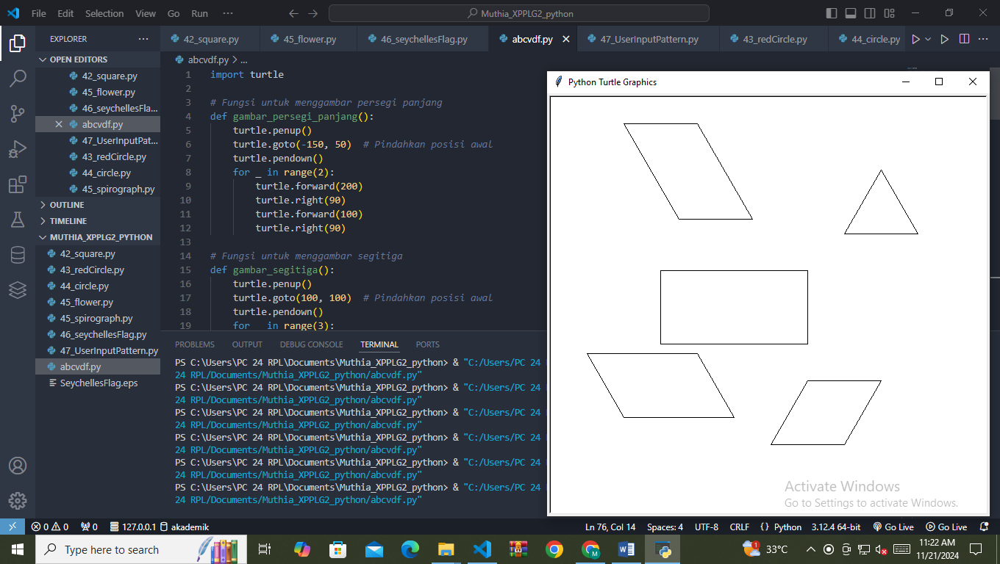 File Edit Selection View Go Run ···
Muthia_XPPLG2_python
EXPLORER
OPEN EDITORS
42_square.py
45_flower.py
46_seychellesFla...
abcvdf.py
47_UserInputPat...
43_redCircle.py
44_circle.py
45_spirograph.py
OUTLINE
TIMELINE
MUTHIA_XPPLG2_PYTHON
42_square.py
43_redCircle.py
44_circle.py
45_flower.py
45_spirograph.py
46_seychellesFlag.py
47_UserInputPattern.py
abcvdf.py
SeychellesFlag.eps
42_square.py 45_flower.py 46_seychellesFlag.py abcvdf.py 47_UserInputPattern.py 43_redCircle.py 44_circle.py
abcvdf.py > ...
1 import turtle
2
3 # Fungsi untuk menggambar persegi panjang
4 def gambar_persegi_panjang():
5 turtle.penup()
6 turtle.goto(-150, 50) # Pindahkan posisi awal
7 turtle.pendown()
8 for _ in range(2):
9 turtle.forward(200)
10 turtle.right(90)
11 turtle.forward(100)
12 turtle.right(90)
13
14 # Fungsi untuk menggambar segitiga
15 def gambar_segitiga():
16 turtle.penup()
17 turtle.goto(100, 100) # Pindahkan posisi awal
18 turtle.pendown()
19 for _ in range(3):
PROBLEMS OUTPUT DEBUG CONSOLE TERMINAL PORTS
PS C:\Users\PC 24 RPL\Documents\Muthia_XPPLG2_python> & "C:/Users/PC 24
24 RPL/Documents/Muthia_XPPLG2_python/abcvdf.py"
PS C:\Users\PC 24 RPL\Documents\Muthia_XPPLG2_python> & "C:/Users/PC 24
24 RPL/Documents/Muthia_XPPLG2_python/abcvdf.py"
PS C:\Users\PC 24 RPL\Documents\Muthia_XPPLG2_python> & "C:/Users/PC 24
24 RPL/Documents/Muthia_XPPLG2_python/abcvdf.py"
PS C:\Users\PC 24 RPL\Documents\Muthia_XPPLG2_python> & "C:/Users/PC 24
24 RPL/Documents/Muthia_XPPLG2_python/abcvdf.py"
PS C:\Users\PC 24 RPL\Documents\Muthia_XPPLG2_python> & "C:/Users/PC 24
24 RPL/Documents/Muthia_XPPLG2_python/abcvdf.py"
PS C:\Users\PC 24 RPL\Documents\Muthia_XPPLG2_python> & "C:/Users/PC 24
24 RPL/Documents/Muthia_XPPLG2_python/abcvdf.py"
Python Turtle Graphics
Activate Windows
Go to Settings to activate Windows.
0 0 0 127.0.0.1 akademik Ln 76, Col 14 Spaces: 4 UTF-8 CRLF {} Python 3.12.4 64-bit Go Live Go Live
Type here to search
1
M
33°C
11:22 AM
11/21/2024